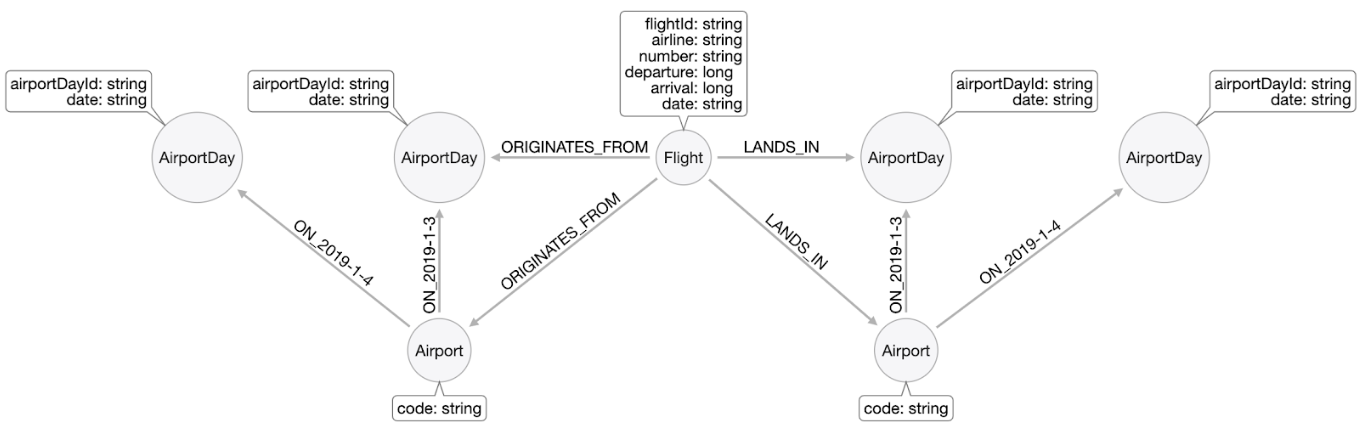 flightId: string
airline: string
number: string
departure: long
arrival: long
date: string
airportDayId: string
date: string
airportDayId: string
date: string
airportDayId: string
date: string
airportDayId: string
date: string
AirportDay
AirportDay
ORIGINATES_FROM
Flight
LANDS_IN
AirportDay
AirportDay
ON_2019-1-4
ON_2019-1-3
ORIGINATES_FROM
LANDS_IN
ON_2019-1-3
ON_2019-1-4
Airport
Airport
code: string
code: string